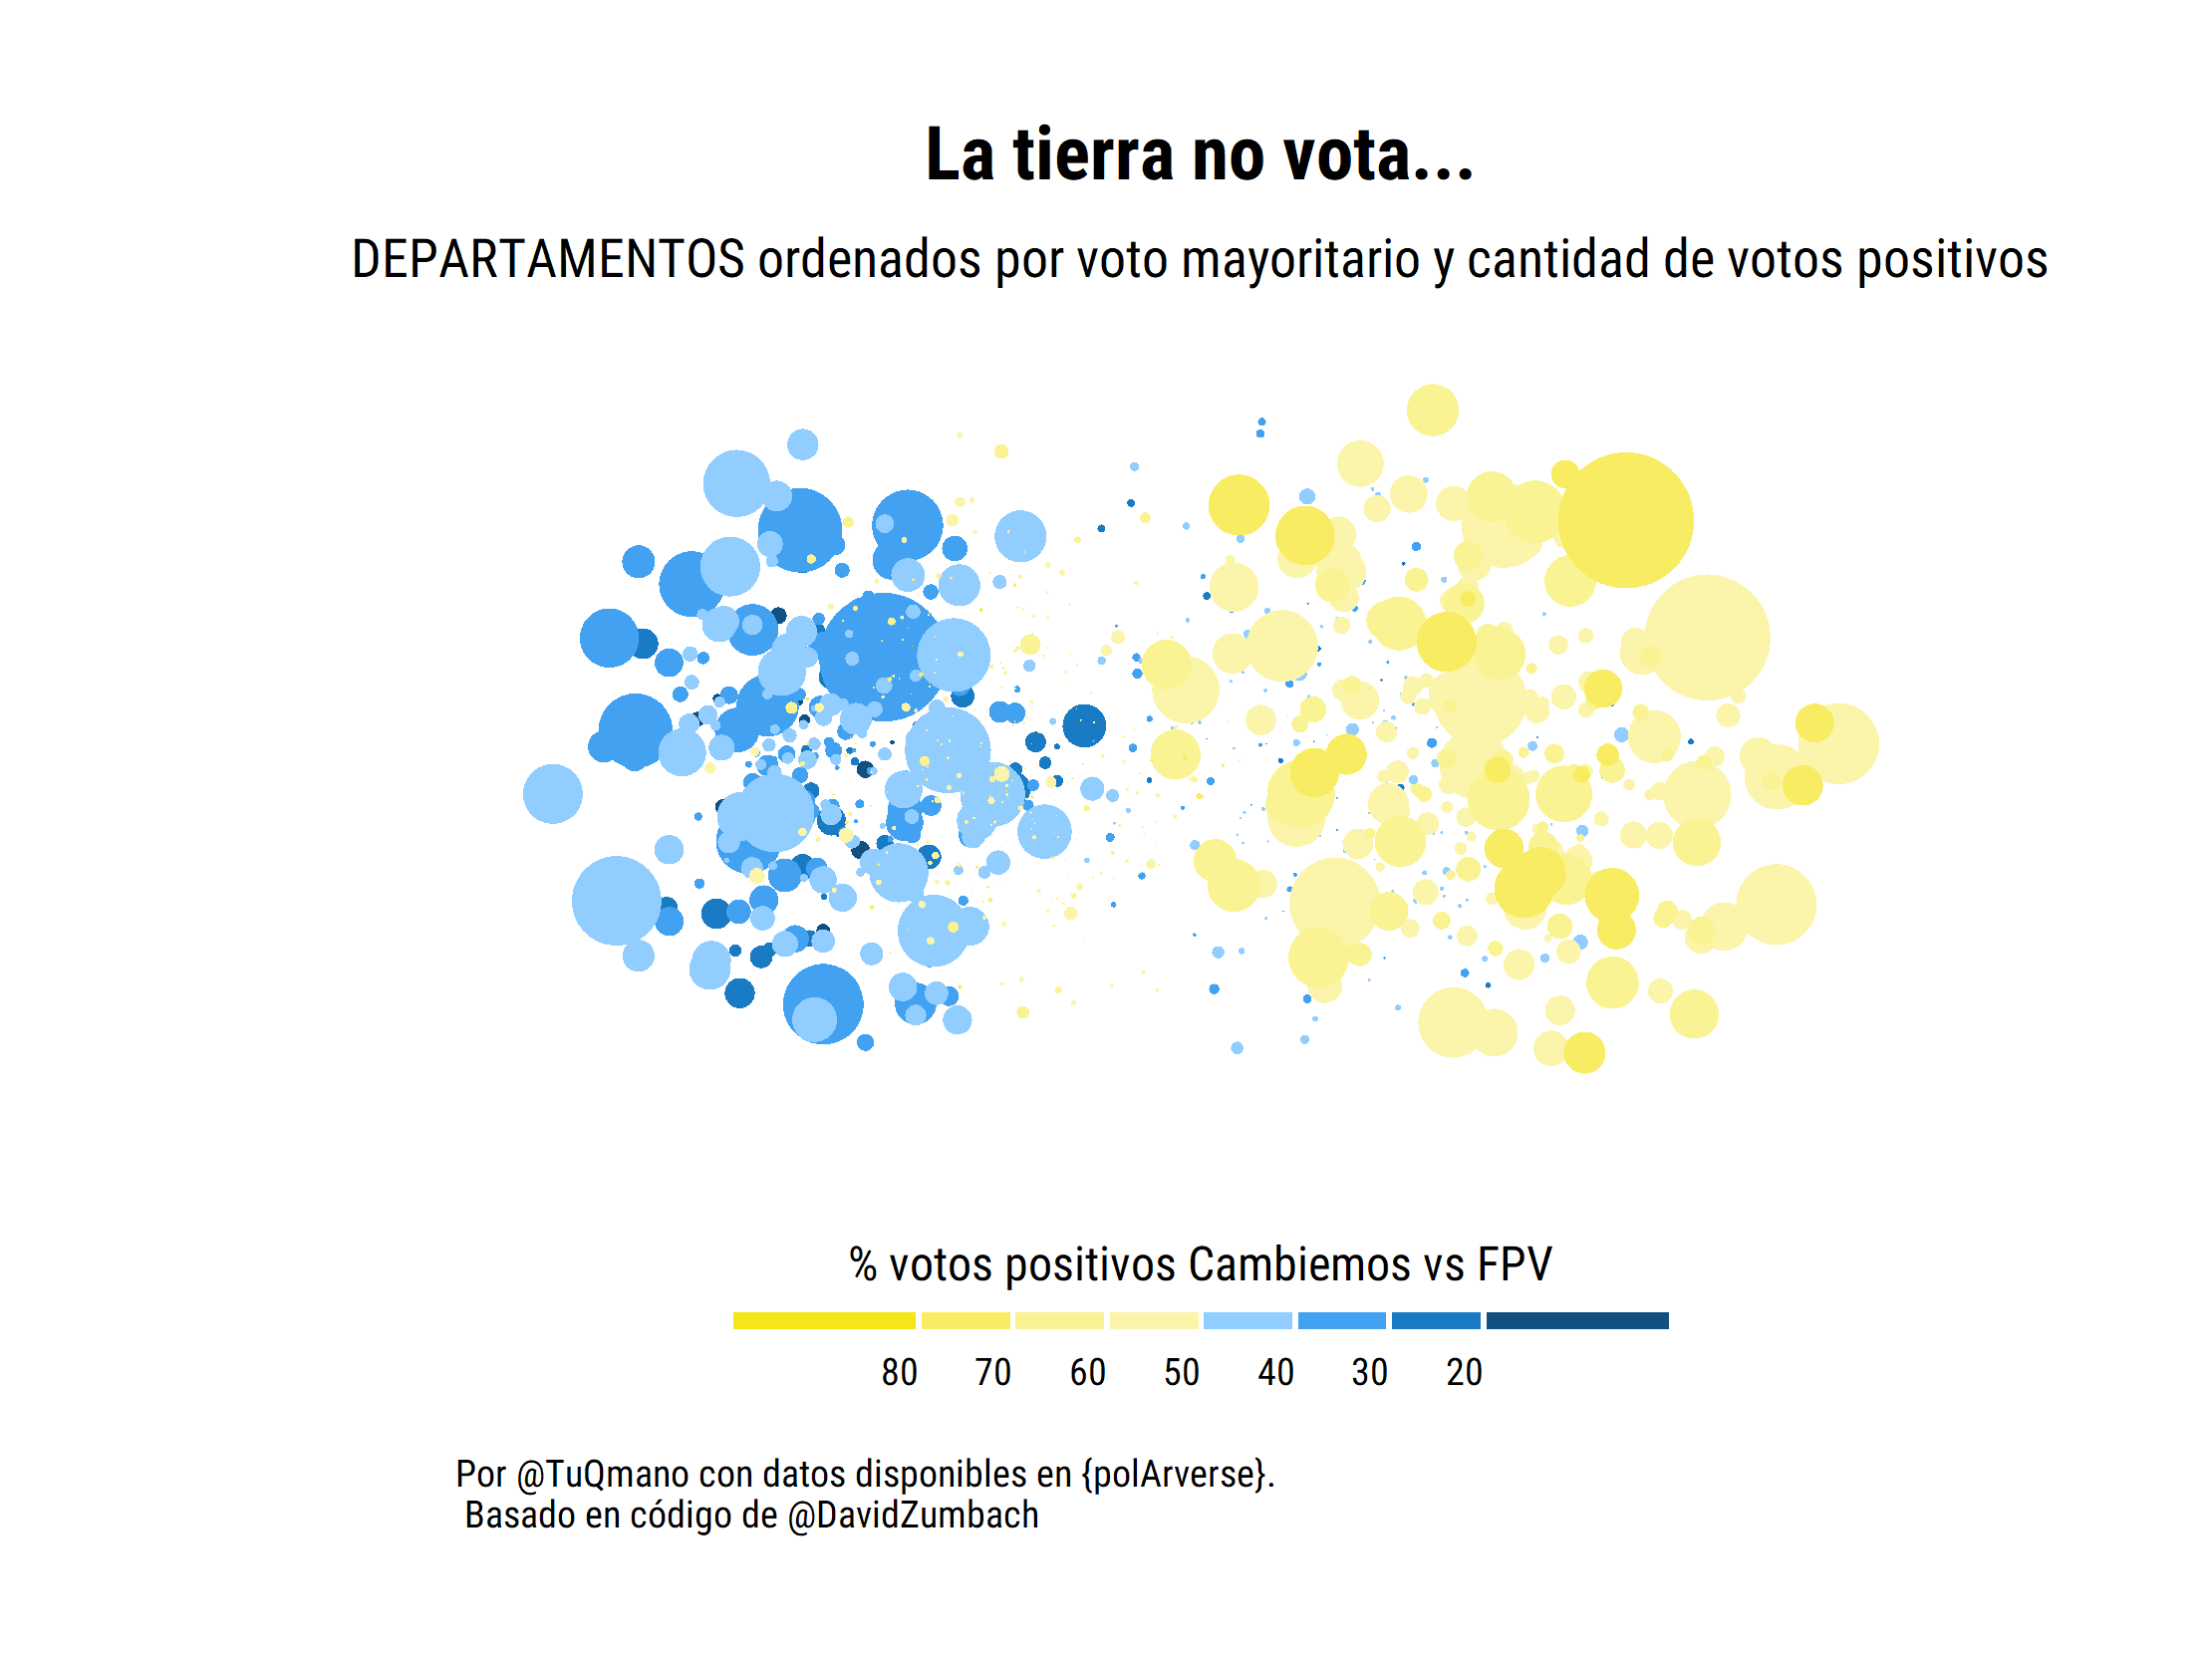 La tierra no vota...
DEPARTAMENTOS ordenados por voto mayoritario y cantidad de votos positivos
% votos positivos Cambiemos vs FPV
80 70 60 50 40 30 20
Por @TuQmano con datos disponibles en {polArverse}.
Basado en código de @DavidZumbach